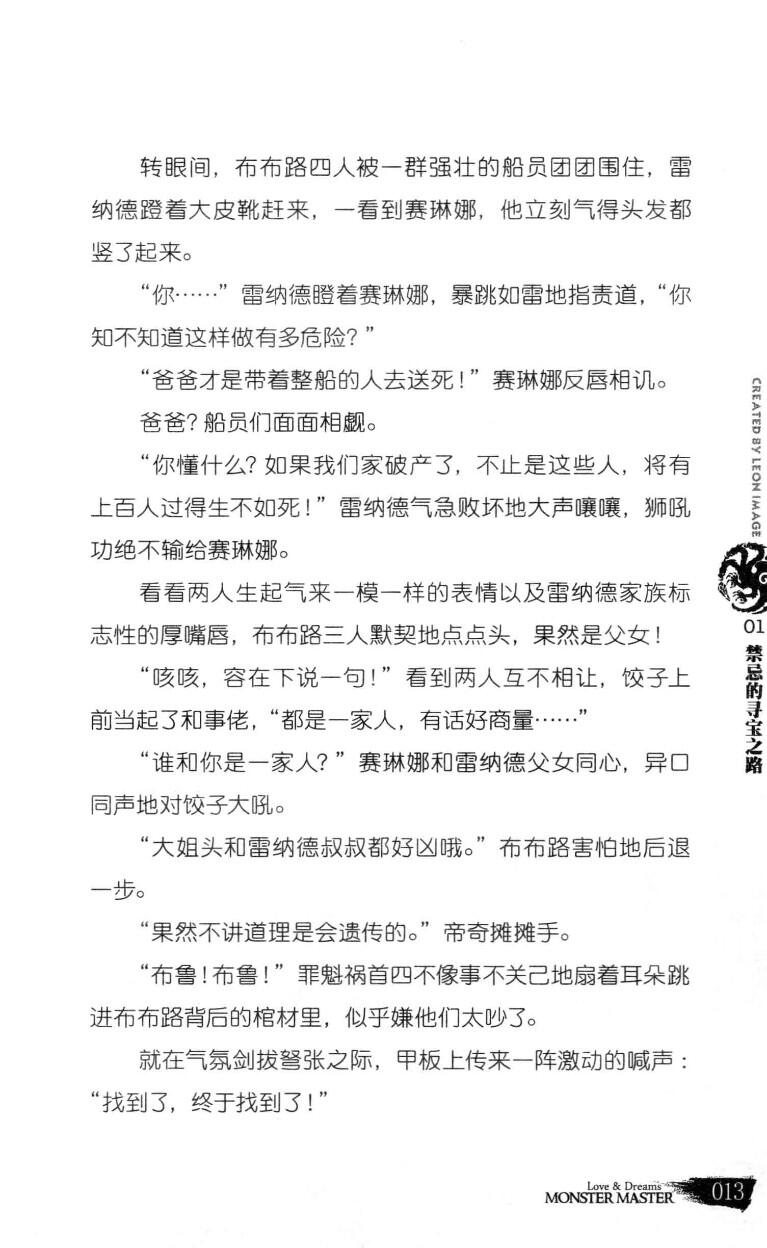 转眼间，布布路四人被一群强壮的船员团团围住，雷
纳德蹬着大皮靴赶来，一看到赛琳娜，他立刻气得头发都
竖了起来。
“你……”雷纳德瞪着赛琳娜，暴跳如雷地指责道，“你
知不知道这样做有多危险？”
“爸爸才是带着整船的人去送死！”赛琳娜反唇相讥。
爸爸？船员们面面相觑。
“你懂什么？如果我们家破产了，不止是这些人，将有
上百人过得生不如死！”雷纳德气急败坏地大声嚷嚷，狮吼
功绝不输给赛琳娜。
看看两人生起气来一模一样的表情以及雷纳德家族标
志性的厚嘴唇，布布路三人默契地点点头，果然是父女！
“咳咳，容在下说一句！”看到两人互不相让，饺子上
前当起了和事佬，“都是一家人，有话好商量……”
“谁和你是一家人？”赛琳娜和雷纳德父女同心，异口
同声地对饺子大吼。
“大姐头和雷纳德叔叔都好凶哦。”布布路害怕地后退
一步。
“果然不讲道理是会遗传的。”帝奇摊摊手。
“布鲁！布鲁！”罪魁祸首四不像事不关己地扇着耳朵跳
进布布路背后的棺材里，似乎嫌他们太吵了。
就在气氛剑拔弩张之际，甲板上传来一阵激动的喊声：
“找到了，终于找到了！”
CREATED BY LEON IMAGE
01
禁忌的寻宝之路
Love & Dreams
MONSTER MASTER
013